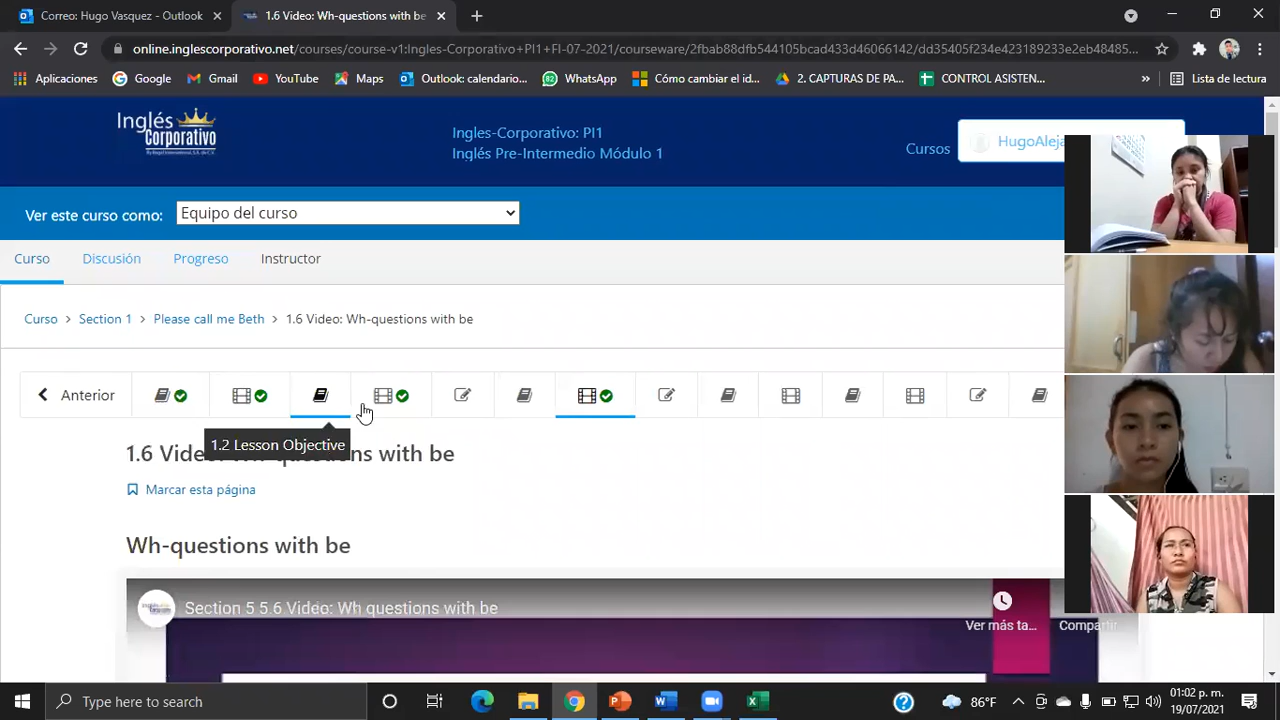 Correo: Hugo Vasquez - Outlook
1.6 Video: Wh-questions with be
online.inglescorporativo.net/courses/course-v1:Ingles-Corporativo+PI1+FI-07-2021/courseware/2fbab88dfb544105bcad433d46066142/dd35405f234e423189233e2eb48485...
Aplicaciones
Google
Gmail
YouTube
Maps
Outlook: calendario...
WhatsApp
Cómo cambiar el id...
2. CAPTURAS DE PA...
CONTROL ASISTEN...
»
Lista de lectura
Inglés
Corporativo
Ingles-Corporativo: PI1
Inglés Pre-Intermedio Módulo 1
Cursos
HugoAleja
Ver este curso como:
Equipo del curso
Curso
Discusión
Progreso
Instructor
Curso > Section 1 > Please call me Beth > 1.6 Video: Wh-questions with be
Anterior
1.2 Lesson Objective
1.6 Video: Wh-questions with be
Marcar esta página
Wh-questions with be
Section 5 5.6 Video: Wh questions with be
Ver más ta...
Compartir
Type here to search
86°F
01:02 p. m.
19/07/2021